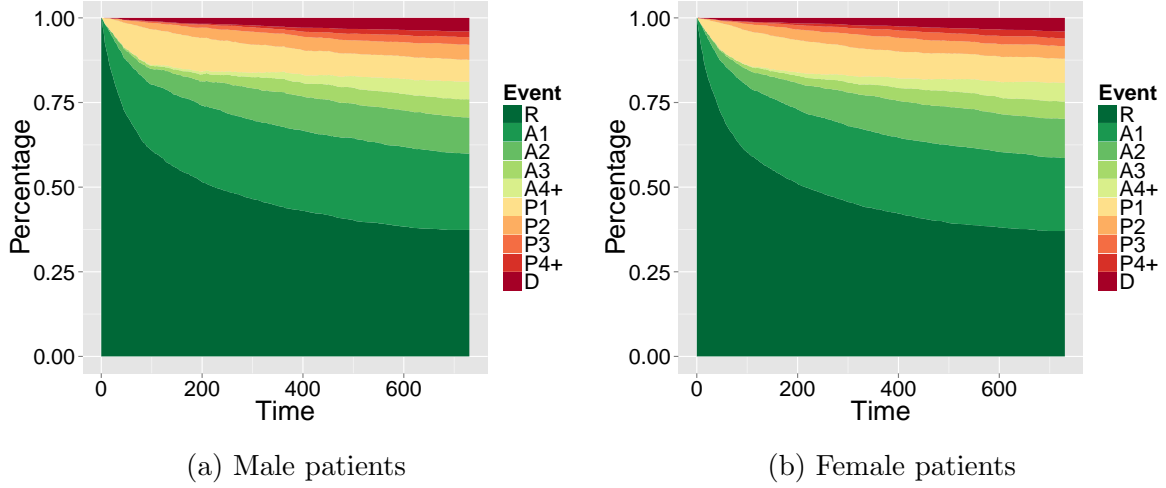 1.00
0.75
0.50
0.25
0.00
Percentage
0
200
400
600
Time
Event
R
A1
A2
A3
A4+
P1
P2
P3
P4+
D
(a) Male patients
1.00
0.75
0.50
0.25
0.00
Percentage
0
200
400
600
Time
Event
R
A1
A2
A3
A4+
P1
P2
P3
P4+
D
(b) Female patients